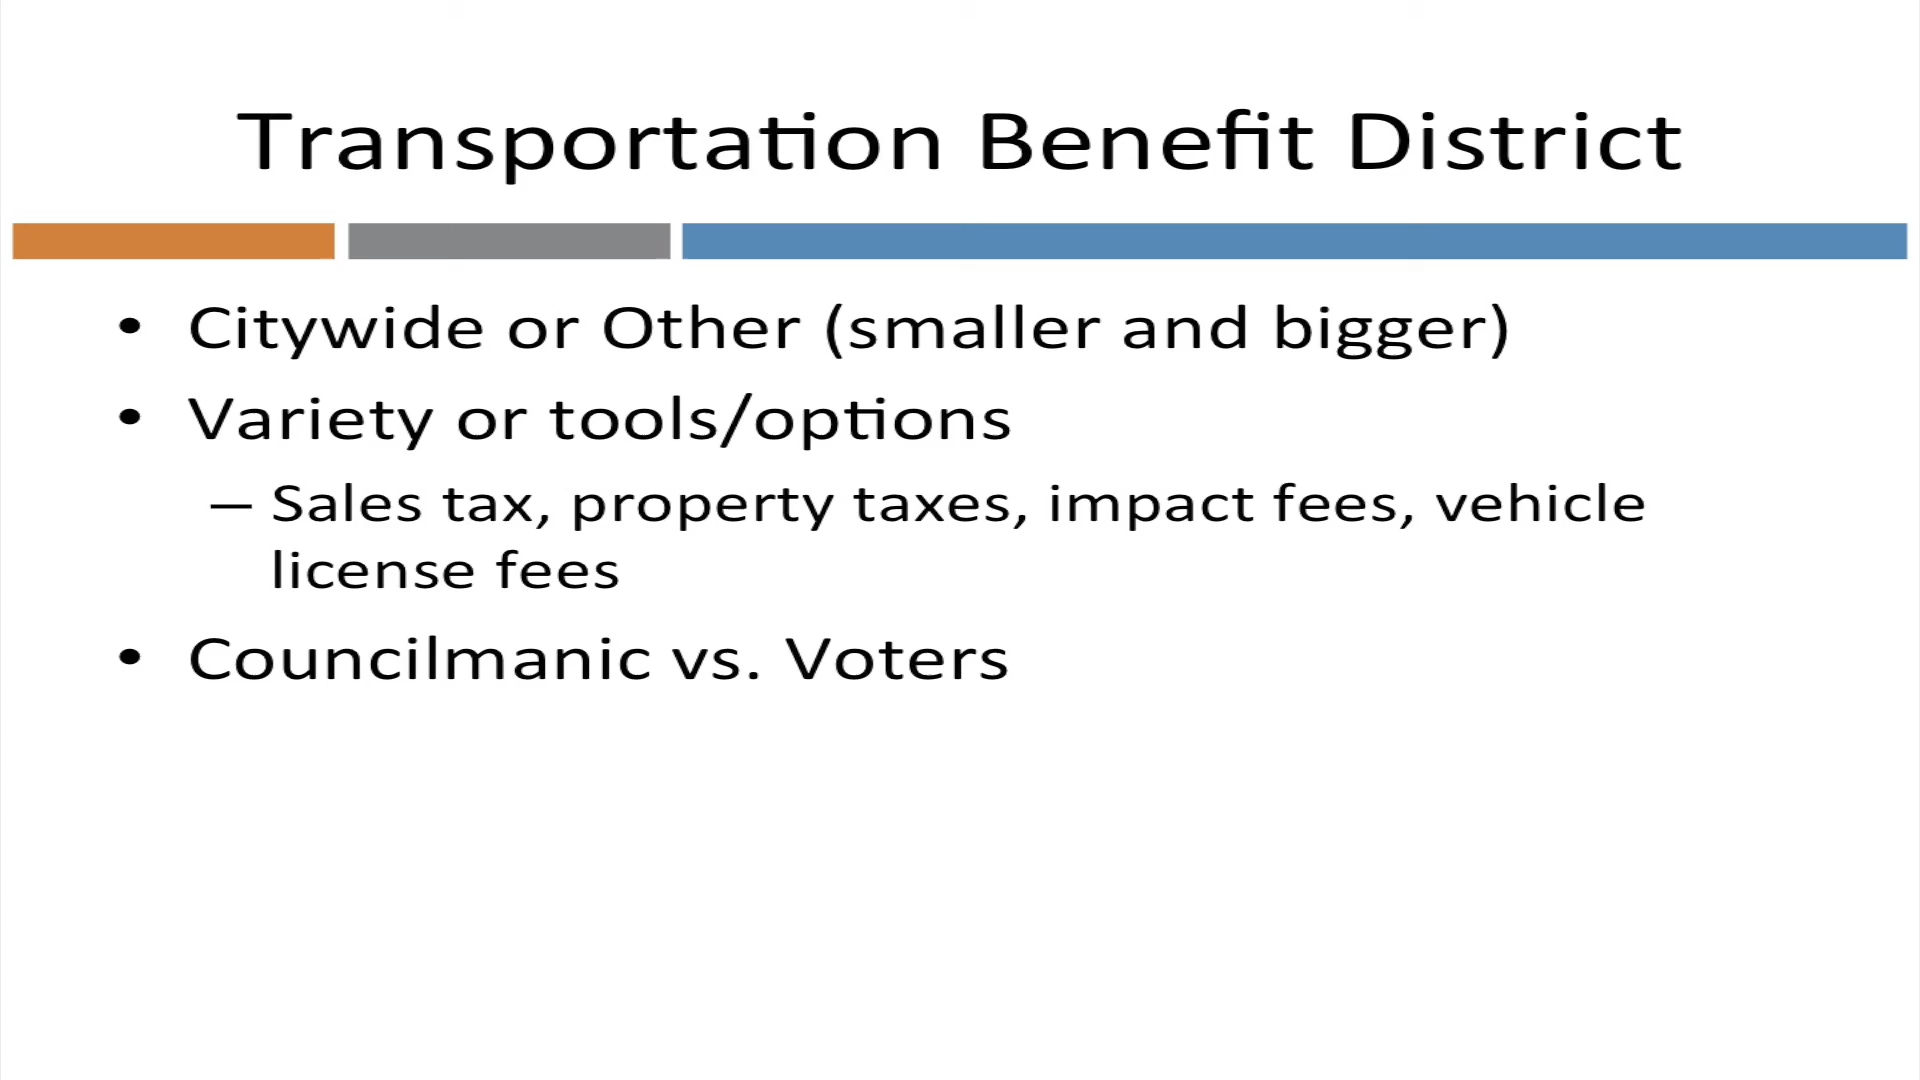 Transportation Benefit District
• Citywide or Other (smaller and bigger)
• Variety or tools/options
– Sales tax, property taxes, impact fees, vehicle
license fees
• Councilmanic vs. Voters